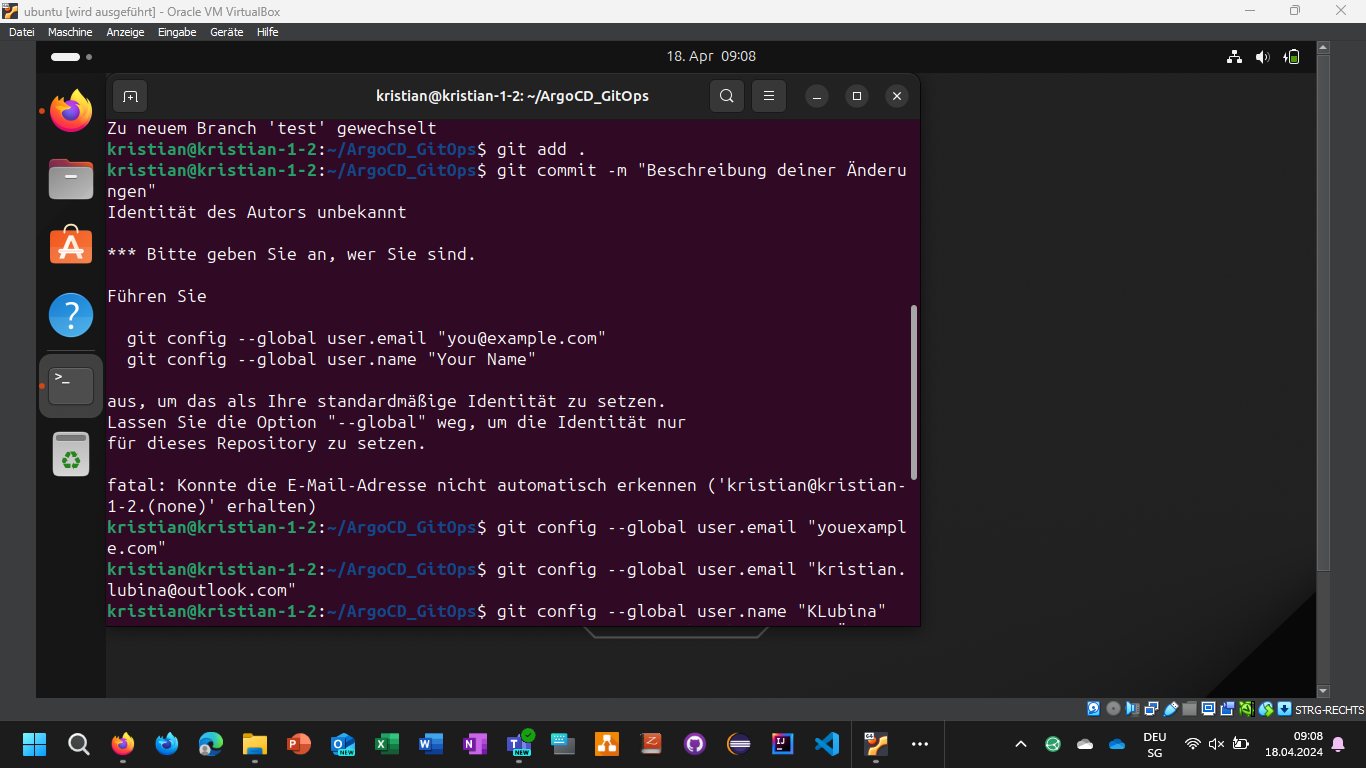 ubuntu [wird ausgeführt] - Oracle VM VirtualBox
Datei Maschine Anzeige Eingabe Geräte Hilfe
18. Apr 09:08
kristian@kristian-1-2: ~/ArgoCD_GitOps
Zu neuem Branch 'test' gewechselt
kristian@kristian-1-2:~/ArgoCD_GitOps$ git add .
kristian@kristian-1-2:~/ArgoCD_GitOps$ git commit -m "Beschreibung deiner Änderu
ngen"
Identität des Autors unbekannt
*** Bitte geben Sie an, wer Sie sind.
Führen Sie
git config --global user.email "you@example.com"
git config --global user.name "Your Name"
aus, um das als Ihre standardmäßige Identität zu setzen.
Lassen Sie die Option "--global" weg, um die Identität nur
für dieses Repository zu setzen.
fatal: Konnte die E-Mail-Adresse nicht automatisch erkennen ('kristian@kristian-
1-2.(none)' erhalten)
kristian@kristian-1-2:~/ArgoCD_GitOps$ git config --global user.email "youexampl
e.com"
kristian@kristian-1-2:~/ArgoCD_GitOps$ git config --global user.email "kristian.
lubina@outlook.com"
kristian@kristian-1-2:~/ArgoCD_GitOps$ git config --global user.name "KLubina"
STRG-RECHTS
DEU
SG
09:08
18.04.2024